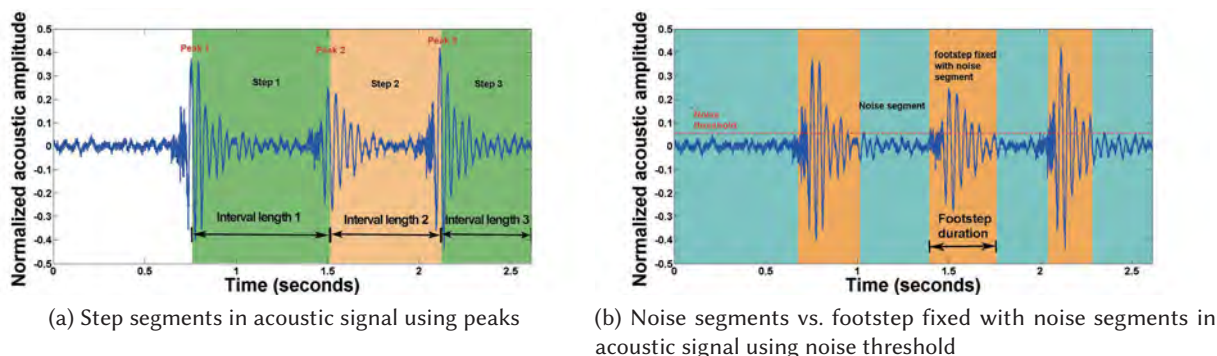 Normalized acoustic amplitude
0.5
0.4
0.3
0.2
0.1
0
-0.1
-0.2
-0.3
-0.4
-0.5
Peak 1
Peak 2
Peak 3
Step 1
Step 2
Step 3
Interval length 1
Interval length 2
Interval length 3
0
0.5
1
1.5
2
2.5
Time (seconds)
(a) Step segments in acoustic signal using peaks
Normalized acoustic amplitude
0.5
0.4
0.3
0.2
0.1
0
-0.1
-0.2
-0.3
-0.4
-0.5
footstep fixed
with noise
segment
Noise segment
Noise
threshold
Footstep
duration
0
0.5
1
1.5
2
2.5
Time (seconds)
(b) Noise segments vs. footstep fixed with noise segments in
acoustic signal using noise threshold